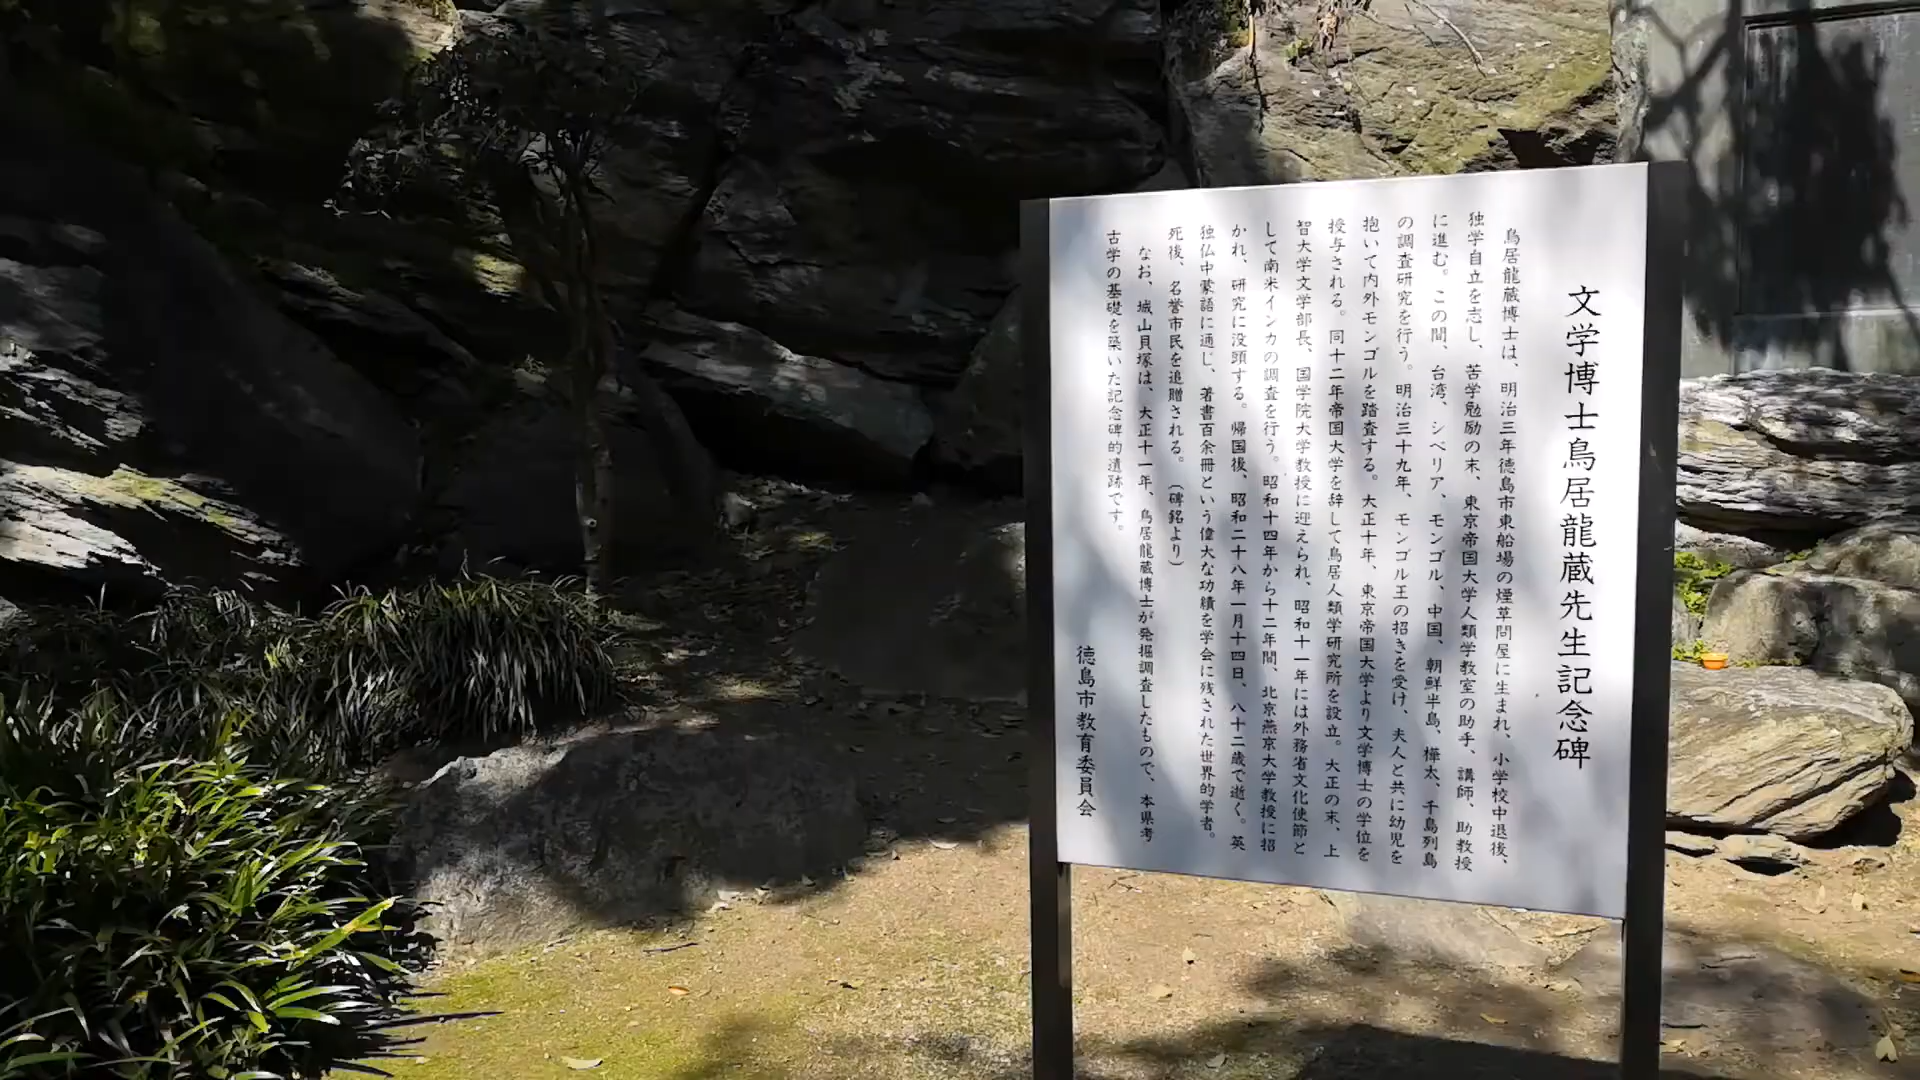 文学博士鳥居龍蔵先生記念碑
鳥居龍蔵博士は、明治三年徳島市東船場の煙草問屋に生まれ、小学校中退後、
独学自立を志し、苦学勉励の末、東京帝国大学人類学教室の助手、講師、助教授
に進む。この間、台湾、シベリア、モンゴル、中国、朝鮮半島、樺太、千島列島
の調査研究を行う。明治三十九年、モンゴル王の招きを受け、夫人と共に幼児を
抱いて内外モンゴルを踏査する。大正十年、東京帝国大学より文学博士の学位を
授与される。同十二年帝国大学を辞して鳥居人類学研究所を設立。大正の末、上
智大学文学部長、国学院大学教授に迎えられ、昭和十一年には外務省文化使節と
して南米インカの調査を行う。昭和十四年から十二年間、北京燕京大学教授に招
かれ、研究に没頭する。帰国後、昭和二十八年一月十四日、八十二歳で逝く。英
独仏中蒙語に通じ、著書百余冊という偉大な功績を学会に残された世界的学者。
死後、名誉市民を追贈される。（碑銘より）
なお、城山貝塚は、大正十一年、鳥居龍蔵博士が発掘調査したもので、本県考
古学の基礎を築いた記念碑的遺跡です。
徳島市教育委員会